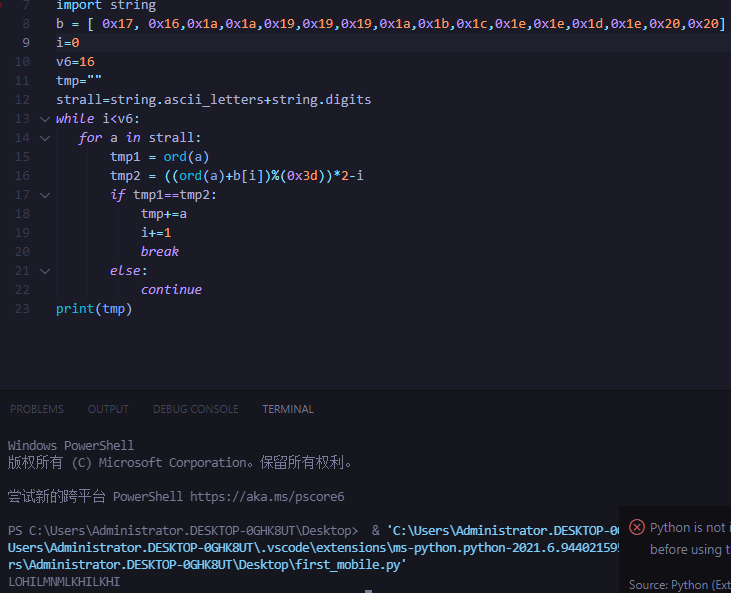 7 import string
8 b = [ 0x17, 0x16,0x1a,0x1a,0x19,0x19,0x19,0x1a,0x1b,0x1c,0x1e,0x1e,0x1d,0x1e,0x20,0x20]
9 i=0
10 v6=16
11 tmp=""
12 strall=string.ascii_letters+string.digits
13 while i<v6:
14 for a in strall:
15 tmp1 = ord(a)
16 tmp2 = ((ord(a)+b[i])%(0x3d))*2-i
17 if tmp1==tmp2:
18 tmp+=a
19 i+=1
20 break
21 else:
22 continue
23 print(tmp)
PROBLEMS OUTPUT DEBUG CONSOLE TERMINAL
Windows PowerShell
版权所有 (C) Microsoft Corporation。保留所有权利。
尝试新的跨平台 PowerShell https://aka.ms/pscore6
PS C:\Users\Administrator.DESKTOP-0GHK8UT\Desktop> & 'C:\Users\Administrator.DESKTOP-0
Users\Administrator.DESKTOP-0GHK8UT\.vscode\extensions\ms-python.python-2021.6.94402159
rs\Administrator.DESKTOP-0GHK8UT\Desktop\first_mobile.py'
LOHILMNMLKHILKHI
Python is not i
before using t
Source: Python (Ext